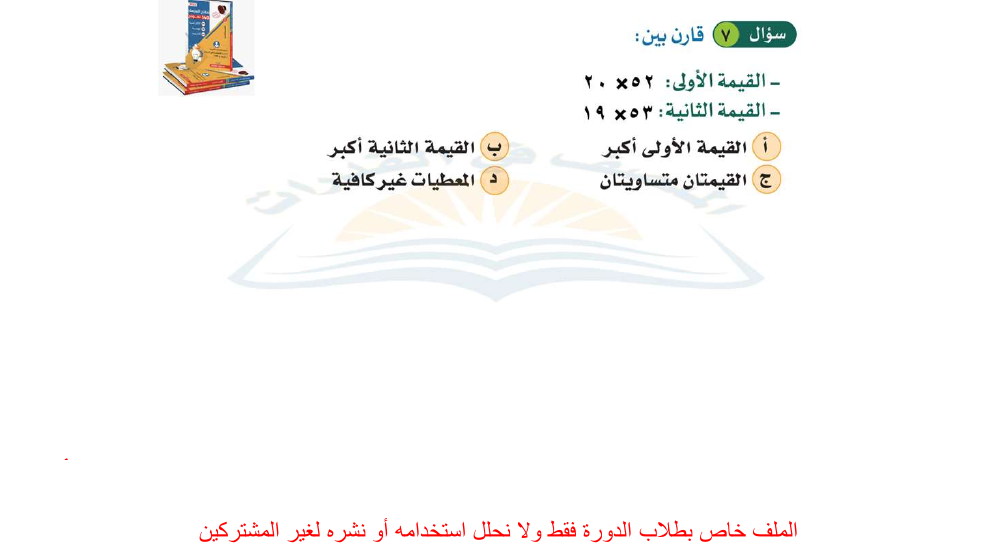 سؤال ٧ قارن بين:
- القيمة الأولى: ٥٢ × ٢٠
- القيمة الثانية: ٥٣ × ١٩
أ القيمة الأولى أكبر
ب القيمة الثانية أكبر
ج القيمتان متساويتان
د المعطيات غير كافية
الملف خاص بطلاب الدورة فقط ولا نحلل استخدامه أو نشره لغير المشتركين